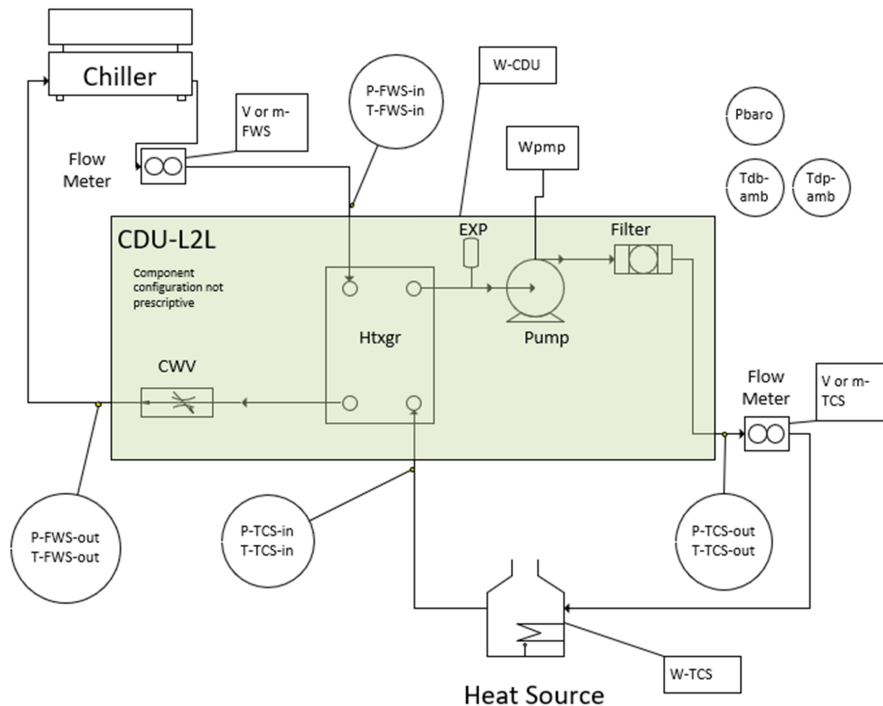 Chiller
V or m-
FWS
Flow
Meter
P-FWS-in
T-FWS-in
W-CDU
Wpmp
Pbaro
Tdb-
amb
Tdp-
amb
CDU-L2L
Component
configuration not
prescriptive
EXP
Filter
Htxgr
Pump
CWV
Flow
Meter
V or m-
TCS
P-FWS-out
T-FWS-out
P-TCS-in
T-TCS-in
P-TCS-out
T-TCS-out
W-TCS
Heat Source